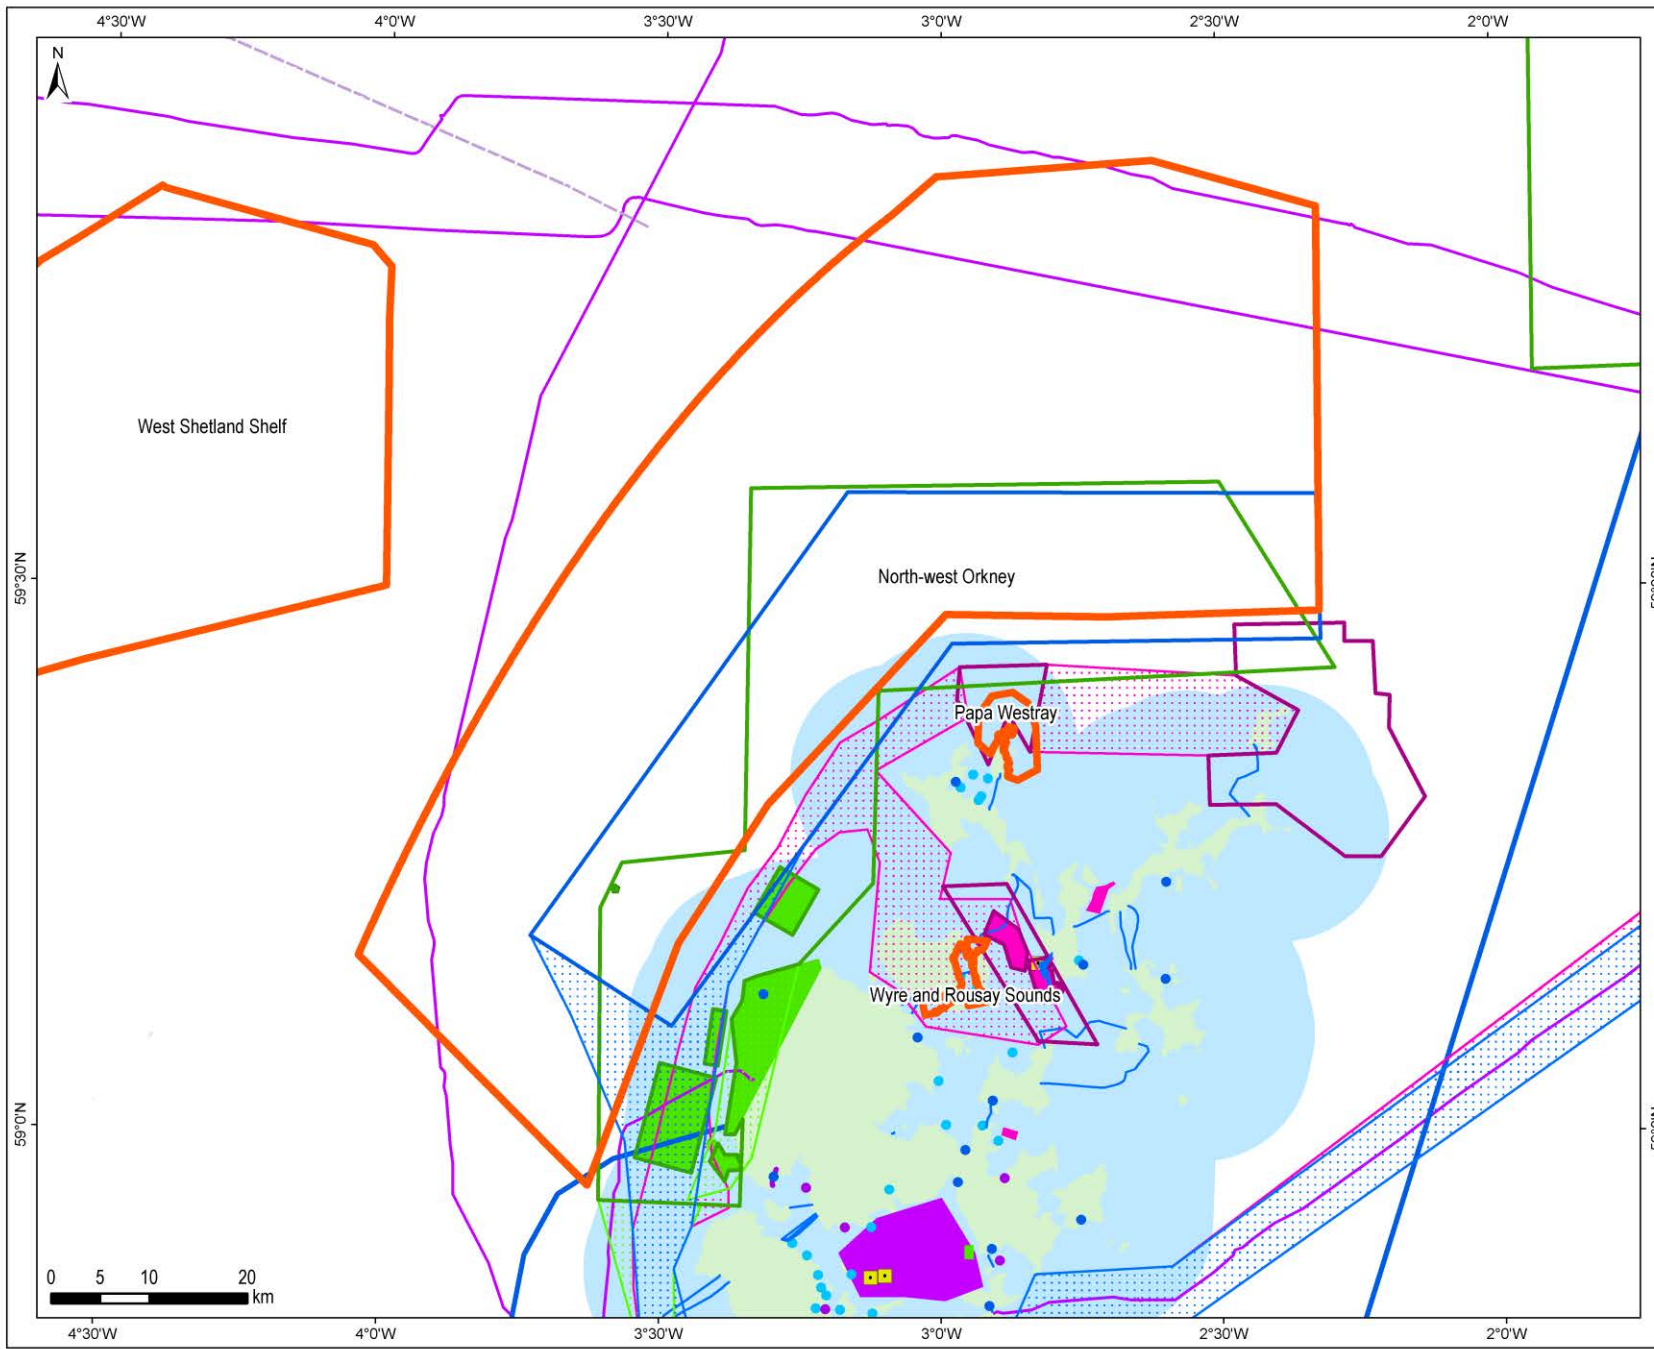 4°30'W 4°0'W 3°30'W 3°0'W 2°30'W 2°0'W
N
West Shetland Shelf
59°30'N
North-west Orkney
Papa Westray
Wyre and Rousay Sounds
59°0'N
0 5 10 20
km
4°30'W 4°0'W 3°30'W 3°0'W 2°30'W 2°0'W